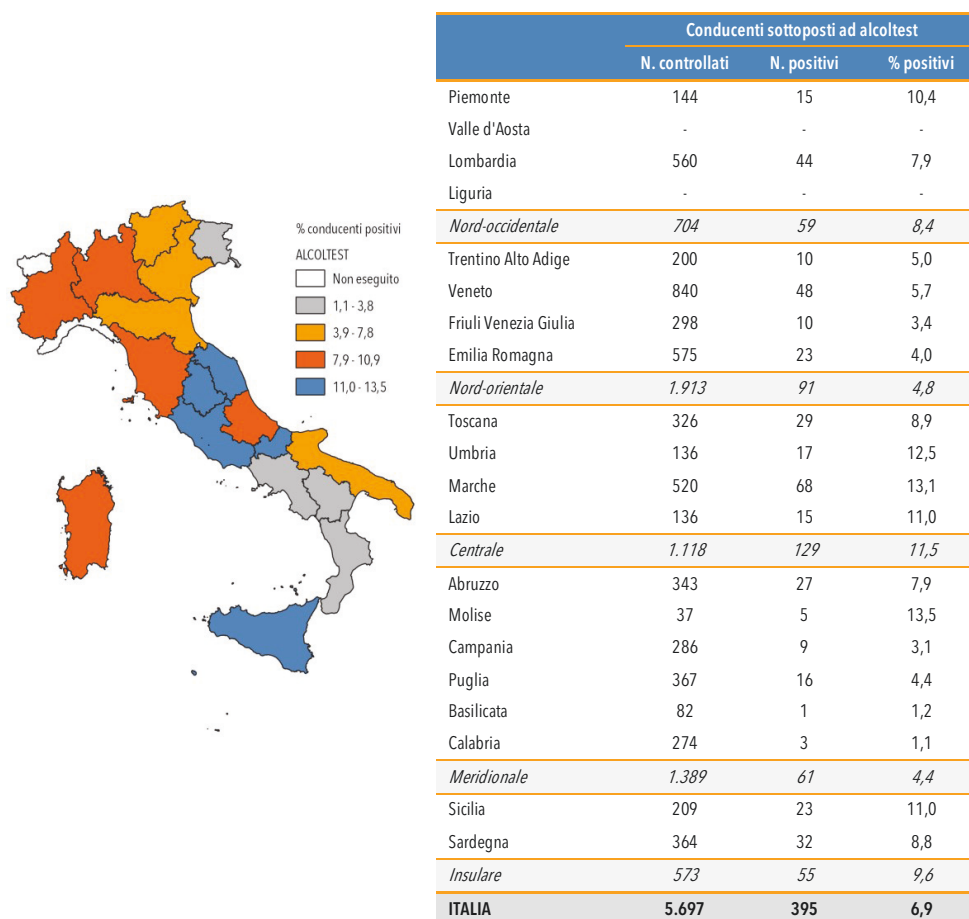 % conducenti positivi
ALCOLTEST
Non eseguito
1,1 - 3,8
3,9 - 7,8
7,9 - 10,9
11,0 - 13,5
Conducenti sottoposti ad alcoltest
N. controllati N. positivi % positivi
Piemonte 144 15 10,4
Valle d'Aosta - - -
Lombardia 560 44 7,9
Liguria - - -
Nord-occidentale 704 59 8,4
Trentino Alto Adige 200 10 5,0
Veneto 840 48 5,7
Friuli Venezia Giulia 298 10 3,4
Emilia Romagna 575 23 4,0
Nord-orientale 1.913 91 4,8
Toscana 326 29 8,9
Umbria 136 17 12,5
Marche 520 68 13,1
Lazio 136 15 11,0
Centrale 1.118 129 11,5
Abruzzo 343 27 7,9
Molise 37 5 13,5
Campania 286 9 3,1
Puglia 367 16 4,4
Basilicata 82 1 1,2
Calabria 274 3 1,1
Meridionale 1.389 61 4,4
Sicilia 209 23 11,0
Sardegna 364 32 8,8
Insulare 573 55 9,6
ITALIA 5.697 395 6,9